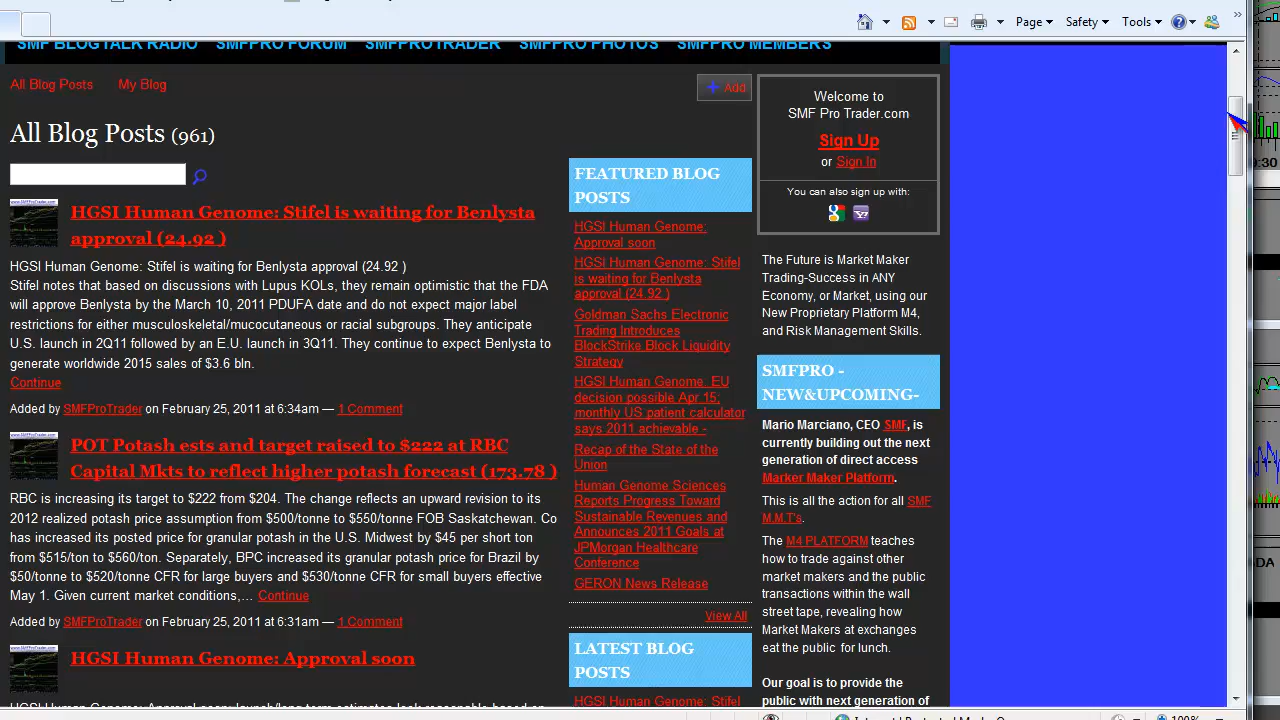 Page
Safety
Tools
SMF BLOGTALK RADIO SMFPRO FORUM SMFPROTRADER SMFPRO PHOTOS SMFPRO MEMBERS
All Blog Posts My Blog
Add
All Blog Posts (961)
HGSI Human Genome: Stifel is waiting for Benlysta
approval (24.92 )
HGSI Human Genome: Stifel is waiting for Benlysta approval (24.92 )
Stifel notes that based on discussions with Lupus KOLs, they remain optimistic that the FDA
will approve Benlysta by the March 10, 2011 PDUFA date and do not expect major label
restrictions for either musculoskeletal/mucocutaneous or racial subgroups. They anticipate
U.S. launch in 2Q11 followed by an E.U. launch in 3Q11. They continue to expect Benlysta to
generate worldwide 2015 sales of $3.6 bln.
Continue
Added by SMFProTrader on February 25, 2011 at 6:34am — 1 Comment
POT Potash ests and target raised to $222 at RBC
Capital Mkts to reflect higher potash forecast (173.78 )
RBC is increasing its target to $222 from $204. The change reflects an upward revision to its
2012 realized potash price assumption from $500/tonne to $550/tonne FOB Saskatchewan. Co
has increased its posted price for granular potash in the U.S. Midwest by $45 per short ton
from $515/ton to $560/ton. Separately, BPC increased its granular potash price for Brazil by
$50/tonne to $520/tonne CFR for large buyers and $530/tonne CFR for small buyers effective
May 1. Given current market conditions,… Continue
Added by SMFProTrader on February 25, 2011 at 6:31am — 1 Comment
HGSI Human Genome: Approval soon
FEATURED BLOG
POSTS
HGSI Human Genome:
Approval soon
HGSI Human Genome: Stifel
is waiting for Benlysta
approval (24.92 )
Goldman Sachs Electronic
Trading Introduces
BlockStrike Block Liquidity
Strategy
HGSI Human Genome. EU
decision possible Apr 15;
monthly US patient calculator
says 2011 achievable -
Recap of the State of the
Union
Human Genome Sciences
Reports Progress Toward
Sustainable Revenues and
Announces 2011 Goals at
JPMorgan Healthcare
Conference
GERON News Release
View All
LATEST BLOG
POSTS
HGSI Human Genome: Stifel
Welcome to
SMF Pro Trader.com
Sign Up
or Sign In
You can also sign up with:
The Future is Market Maker
Trading-Success in ANY
Economy, or Market, using our
New Proprietary Platform M4,
and Risk Management Skills.
SMFPRO -
NEW&UPCOMING-
Mario Marciano, CEO SMF, is
currently building out the next
generation of direct access
Marker Maker Platform.
This is all the action for all SMF
M.M.T's.
The M4 PLATFORM teaches
how to trade against other
market makers and the public
transactions within the wall
street tape, revealing how
Market Makers at exchanges
eat the public for lunch.
Our goal is to provide the
public with next generation of